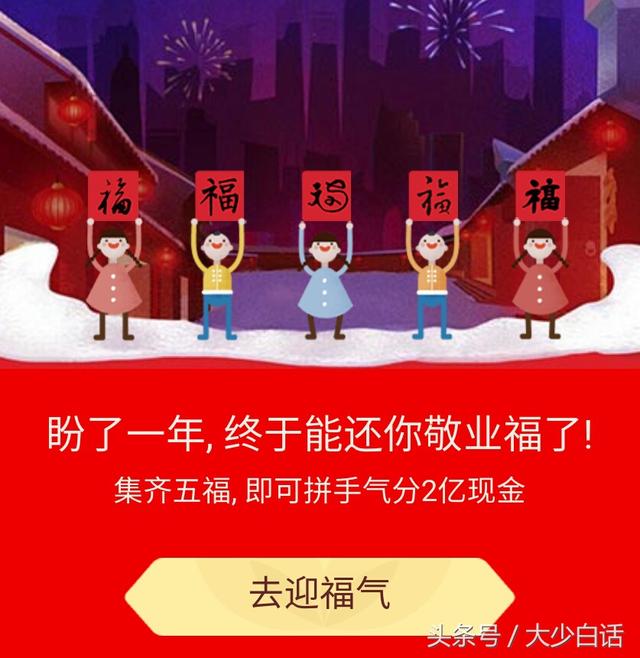 福 福 福 福 福
盼了一年, 终于能还你敬业福了!
集齐五福, 即可拼手气分2亿现金
去迎福气
头条号 / 大少白话